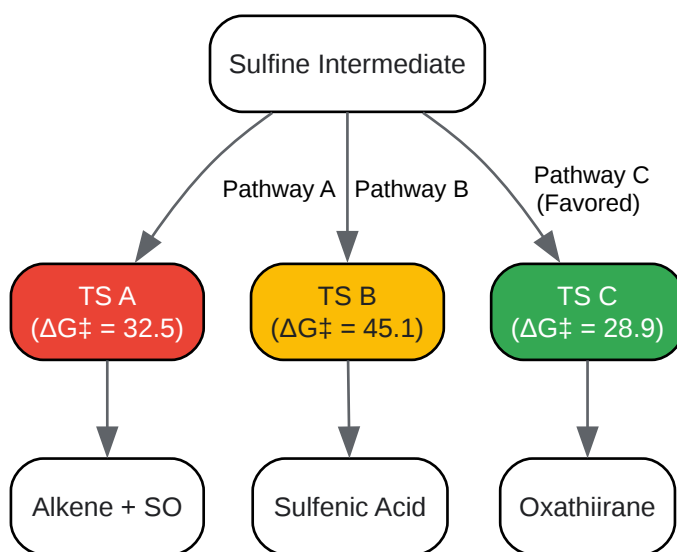 Sulfine Intermediate
Pathway A
Pathway B
Pathway C
(Favored)
TS A
(ΔG‡ = 32.5)
TS B
(ΔG‡ = 45.1)
TS C
(ΔG‡ = 28.9)
Alkene + SO
Sulfenic Acid
Oxathiirane